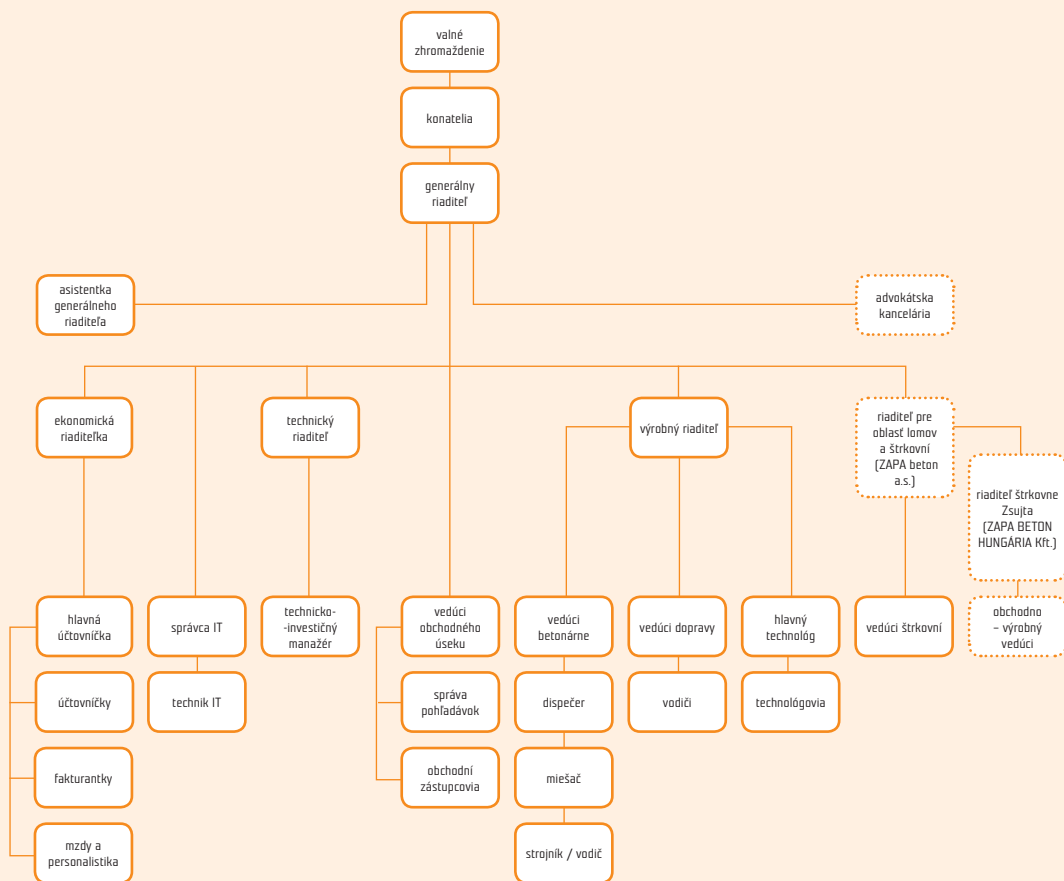 valné
zhromaždenie
konatelia
generálny
riaditeľ
asistentka
generálneho
riaditeľa
advokátska
kancelária
ekonomická
riaditeľka
technický
riaditeľ
výrobný riaditeľ
riaditeľ pre
oblasť lomov
a štrkovní
(ZAPA beton
a.s.)
riaditeľ štrkovne
Zsujta
(ZAPA BETON
HUNGÁRIA Kft.)
hlavná
účtovníčka
správca IT
technicko-
-investičný
manažér
vedúci
obchodného
úseku
vedúci
betonárne
vedúci dopravy
hlavný
technológ
vedúci štrkovní
obchodno
– výrobný
vedúci
účtovníčky
technik IT
správa
pohľadávok
dispečer
vodiči
technológovia
fakturantky
obchodní
zástupcovia
miešač
mzdy a
personalistika
strojník / vodič